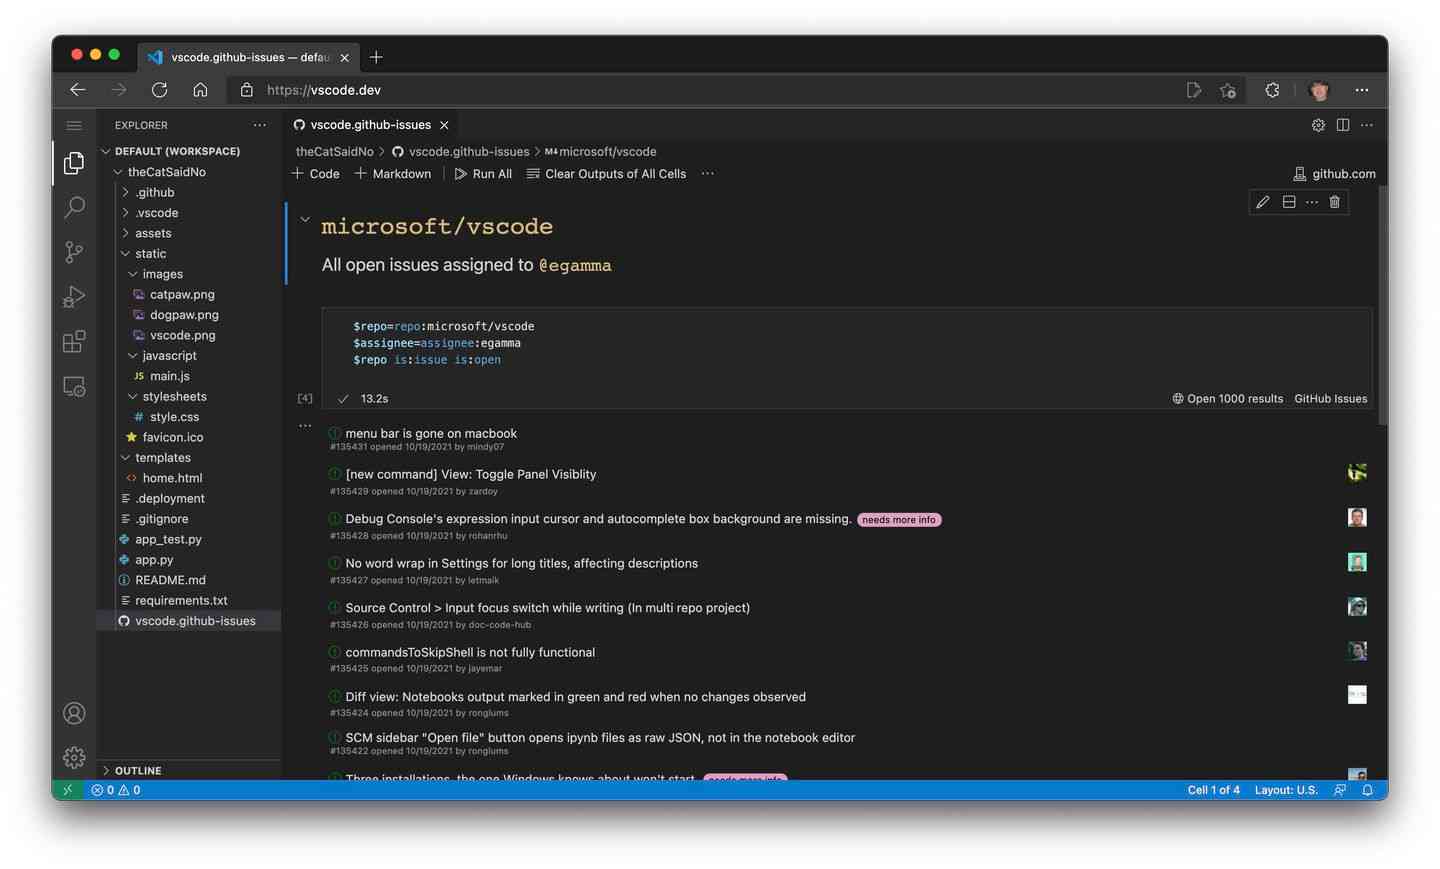 vscode.github-issues — defau
https://vscode.dev
EXPLORER
DEFAULT (WORKSPACE)
theCatSaidNo
.github
.vscode
assets
static
images
catpaw.png
dogpaw.png
vscode.png
javascript
JS main.js
stylesheets
# style.css
favicon.ico
templates
<> home.html
.deployment
.gitignore
app_test.py
app.py
README.md
requirements.txt
vscode.github-issues
OUTLINE
vscode.github-issues
theCatSaidNo > vscode.github-issues > M↓microsoft/vscode
+ Code + Markdown Run All Clear Outputs of All Cells ... github.com
microsoft/vscode
All open issues assigned to @egamma
$repo=repo:microsoft/vscode
$assignee=assignee:egamma
$repo is:issue is:open
[4] ✓ 13.2s Open 1000 results GitHub Issues
menu bar is gone on macbook
#135431 opened 10/19/2021 by mindy07
[new command] View: Toggle Panel Visiblity
#135429 opened 10/19/2021 by zardoy
Debug Console's expression input cursor and autocomplete box background are missing. needs more info
#135428 opened 10/19/2021 by rohanrhu
No word wrap in Settings for long titles, affecting descriptions
#135427 opened 10/19/2021 by letmaik
Source Control > Input focus switch while writing (In multi repo project)
#135426 opened 10/19/2021 by doc-code-hub
commandsToSkipShell is not fully functional
#135425 opened 10/19/2021 by jayemar
Diff view: Notebooks output marked in green and red when no changes observed
#135424 opened 10/19/2021 by ronglums
SCM sidebar "Open file" button opens ipynb files as raw JSON, not in the notebook editor
#135422 opened 10/19/2021 by ronglums
Three installations, the one Windows knows about won't start. needs more info
0 0 Cell 1 of 4 Layout: U.S.